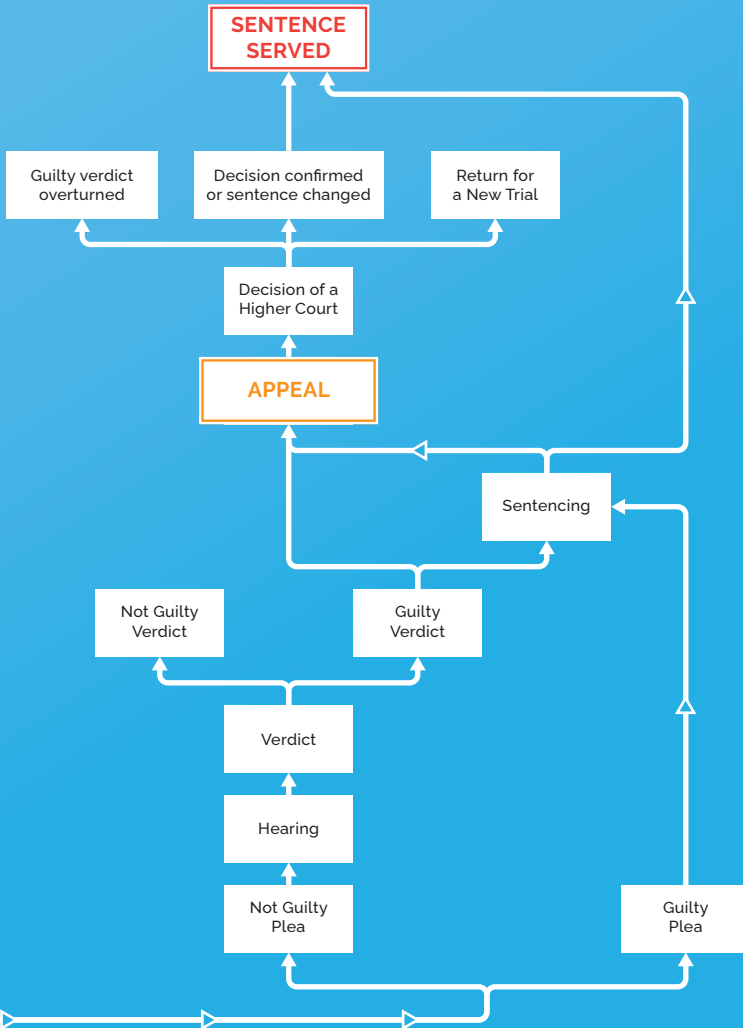 SENTENCE
SERVED
Guilty verdict
overturned
Decision confirmed
or sentence changed
Return for
a New Trial
Decision of a
Higher Court
APPEAL
Sentencing
Not Guilty
Verdict
Guilty
Verdict
Verdict
Hearing
Not Guilty
Plea
Guilty
Plea